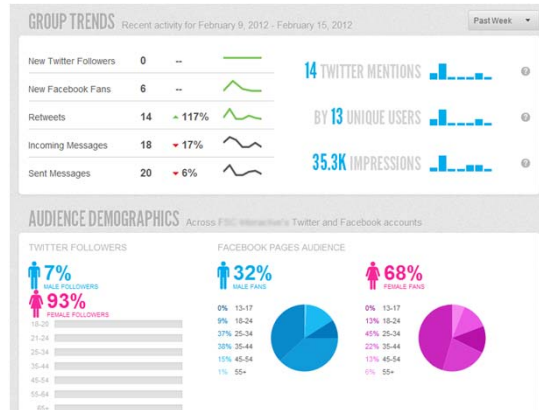 GROUP TRENDS Recent activity for February 9, 2012 - February 15, 2012
Past Week
New Twitter Followers 0 --
New Facebook Fans 6 --
Retweets 14 117%
Incoming Messages 18 17%
Sent Messages 20 6%
14 TWITTER MENTIONS ?
BY 13 UNIQUE USERS ?
35.3K IMPRESSIONS ?
AUDIENCE DEMOGRAPHICS Across Twitter and Facebook accounts
TWITTER FOLLOWERS
7%
MALE FOLLOWERS
93%
FEMALE FOLLOWERS
18-20
21-24
25-34
35-44
45-54
55-64
65+
FACEBOOK PAGES AUDIENCE
32%
MALE FANS
0% 13-17
9% 18-24
37% 25-34
38% 35-44
15% 45-54
1% 55+
68%
FEMALE FANS
0% 13-17
13% 18-24
45% 25-34
22% 35-44
13% 45-54
6% 55+